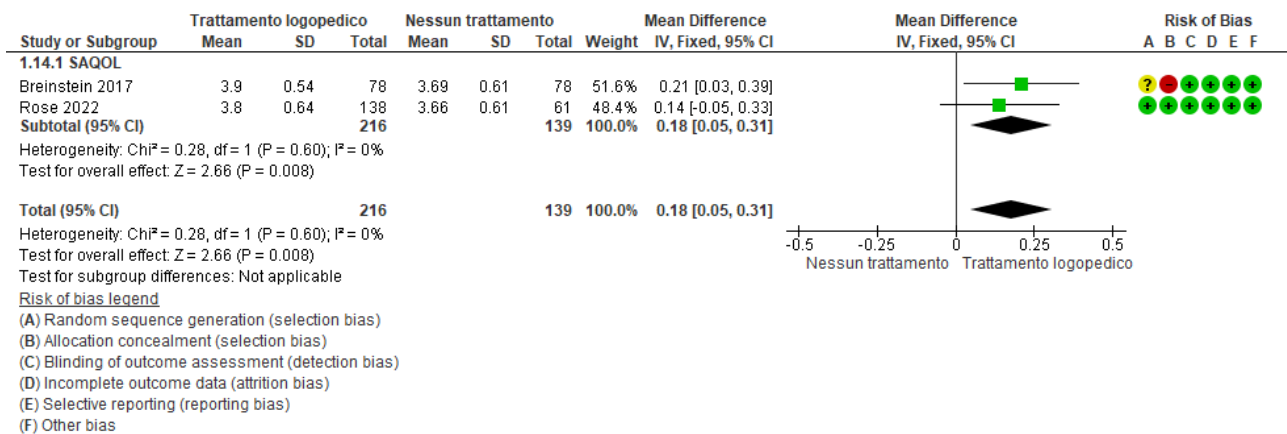 Trattamento logopedico Nessun trattamento Mean Difference Mean Difference Risk of Bias
Study or Subgroup Mean SD Total Mean SD Total Weight IV, Fixed, 95% CI IV, Fixed, 95% CI A B C D E F
1.14.1 SAQOL
Breinstein 2017 3.9 0.54 78 3.69 0.61 78 51.6% 0.21 [0.03, 0.39] ? - + + + +
Rose 2022 3.8 0.64 138 3.66 0.61 61 48.4% 0.14 [-0.05, 0.33] + + + + + +
Subtotal (95% CI) 216 139 100.0% 0.18 [0.05, 0.31]
Heterogeneity: Chi² = 0.28, df = 1 (P = 0.60); I² = 0%
Test for overall effect: Z = 2.66 (P = 0.008)
Total (95% CI) 216 139 100.0% 0.18 [0.05, 0.31]
Heterogeneity: Chi² = 0.28, df = 1 (P = 0.60); I² = 0%
Test for overall effect: Z = 2.66 (P = 0.008)
Test for subgroup differences: Not applicable
-0.5 -0.25 0 0.25 0.5
Nessun trattamento Trattamento logopedico
Risk of bias legend
(A) Random sequence generation (selection bias)
(B) Allocation concealment (selection bias)
(C) Blinding of outcome assessment (detection bias)
(D) Incomplete outcome data (attrition bias)
(E) Selective reporting (reporting bias)
(F) Other bias